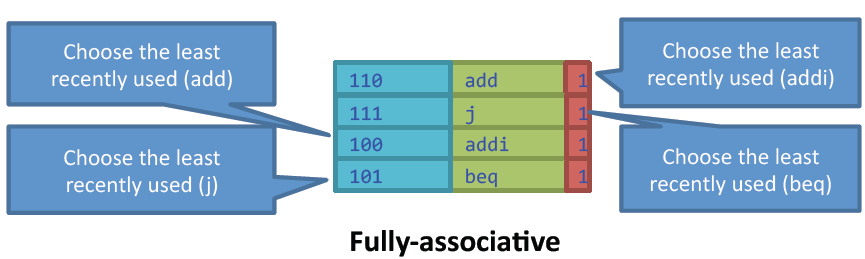 Choose the least
recently used (add)
Choose the least
recently used (j)
110 add 1
111 j 1
100 addi 1
101 beq 1
Choose the least
recently used (addi)
Choose the least
recently used (beq)
Fully-associative